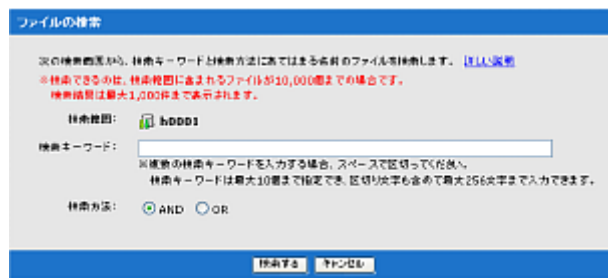 ファイルの検索
次の検索範囲から、検索キーワードと検索方法にあてはまる名前のファイルを検索します。 詳しい説明
※検索できるのは、検索範囲に含まれるファイルが10,000個までの場合です。
検索結果は最大1,000件まで表示されます。
検索範囲: h0001
検索キーワード:
※複数の検索キーワードを入力する場合、スペースで区切ってください。
検索キーワードは最大10個まで指定でき、区切り文字も含めて最大256文字まで入力できます。
検索方法: AND OR
検索する キャンセル